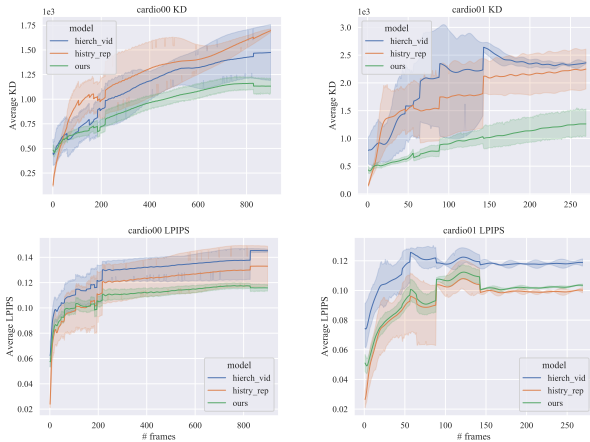 cardio00 KD
1e3
1.75
1.50
1.25
1.00
0.75
0.50
0.25
Average KD
model
hierch_vid
histry_rep
ours
0 200 400 600 800
cardio01 KD
1e3
3.0
2.5
2.0
1.5
1.0
0.5
0.0
Average KD
model
hierch_vid
histry_rep
ours
0 50 100 150 200 250
cardio00 LPIPS
0.14
0.12
0.10
0.08
0.06
0.04
0.02
Average LPIPS
model
hierch_vid
histry_rep
ours
0 200 400 600 800
# frames
cardio01 LPIPS
0.12
0.10
0.08
0.06
0.04
0.02
Average LPIPS
model
hierch_vid
histry_rep
ours
0 50 100 150 200 250
# frames